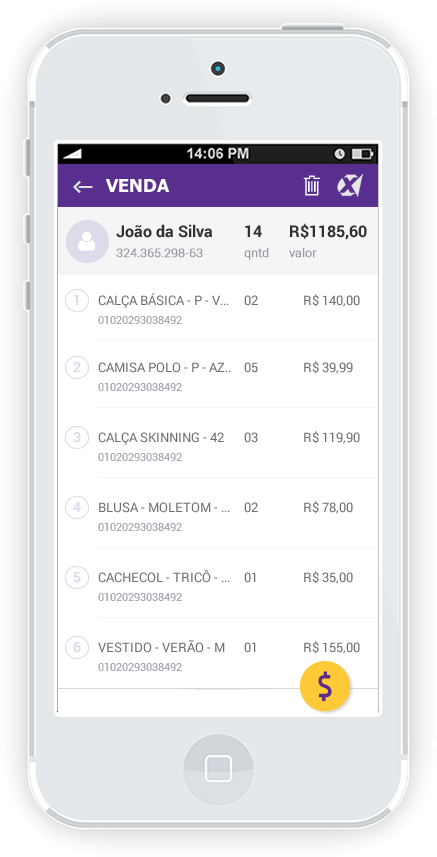 14:06 PM
VENDA
João da Silva 14 R$1185,60
324.365.298-63 qntd valor
1 CALÇA BÁSICA - P - V... 02 R$ 140,00
01020293038492
2 CAMISA POLO - P - AZ.. 05 R$ 39,99
01020293038492
3 CALÇA SKINNING - 42 03 R$ 119,90
01020293038492
4 BLUSA - MOLETOM - ... 02 R$ 78,00
01020293038492
5 CACHECOL - TRICÔ - ... 01 R$ 35,00
01020293038492
6 VESTIDO - VERÃO - M 01 R$ 155,00
01020293038492
$